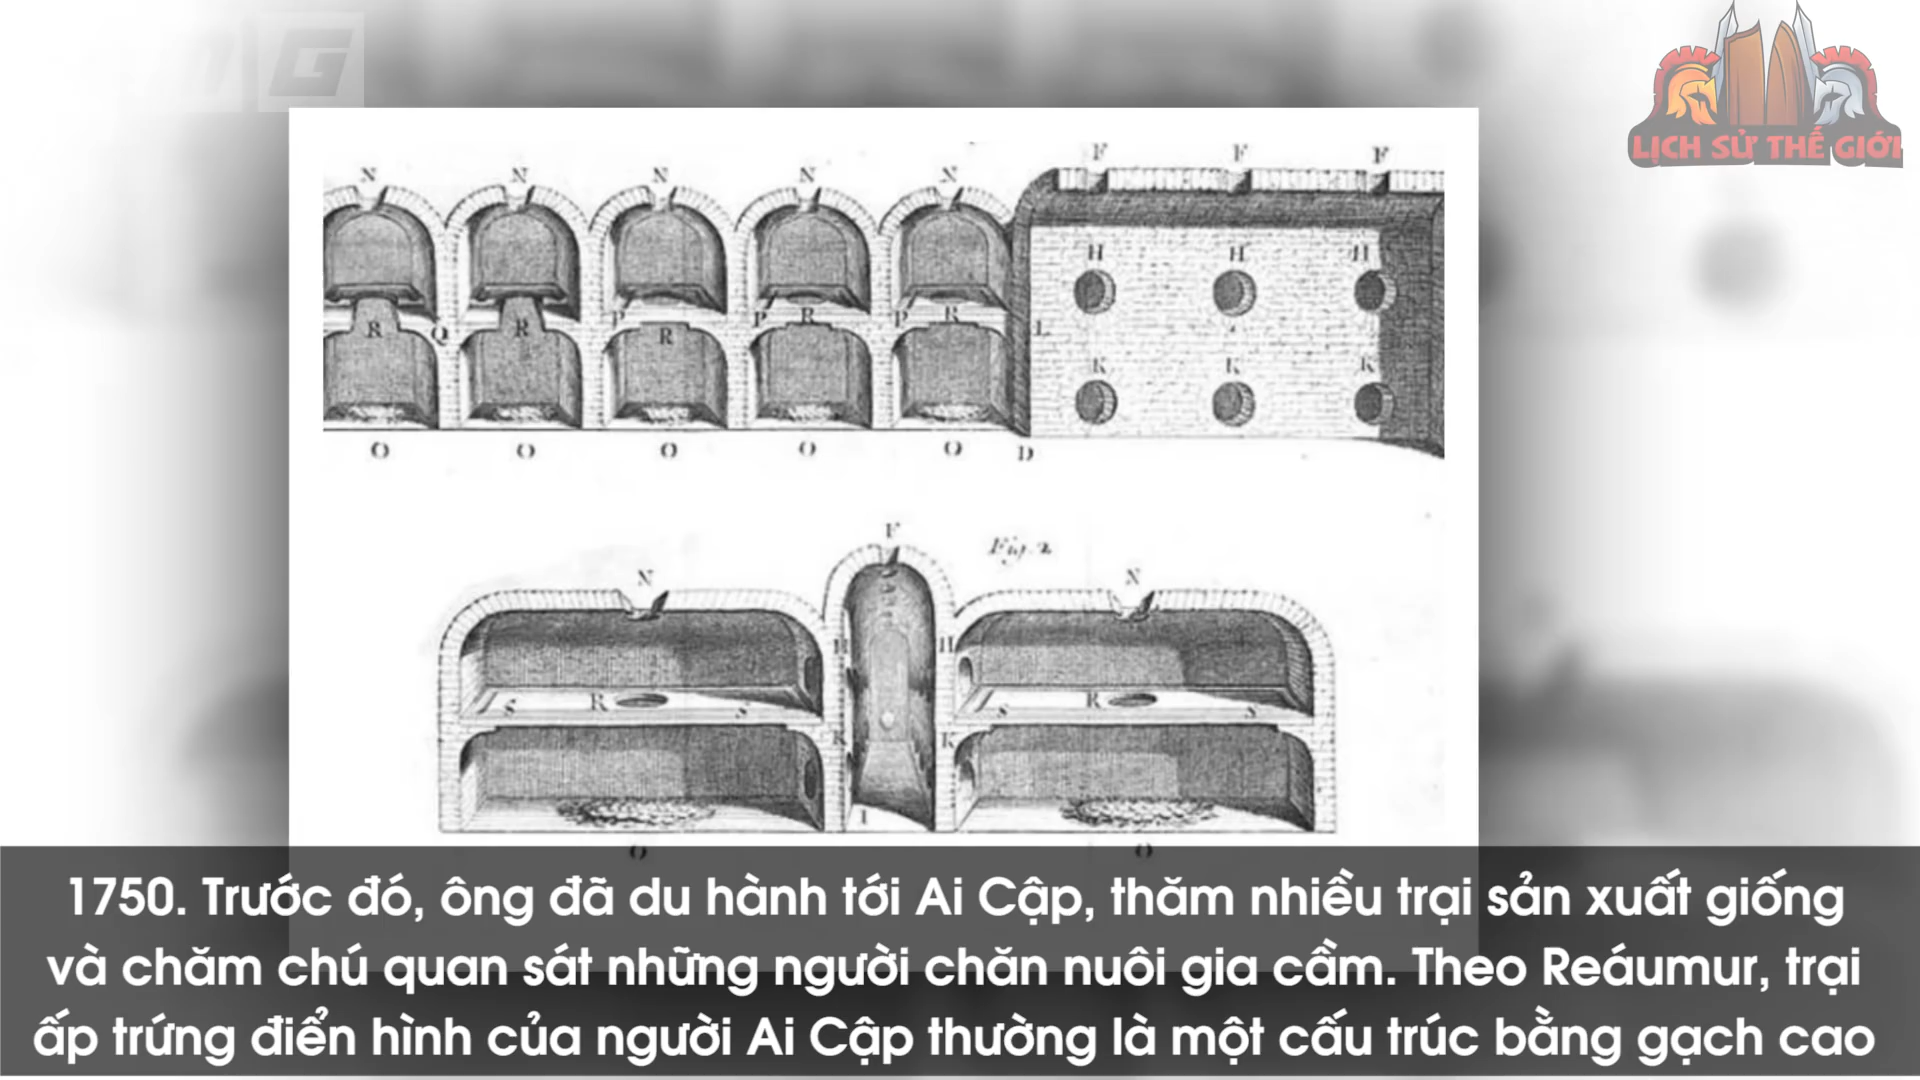 G
LỊCH SỬ THẾ GIỚI
N N N N N F F F
H H H
R Q R P R P R P R L
K K K
O O O O O D
F
Fig. 2
N N
H H
S R S R S S
K K
I
O O
1750. Trước đó, ông đã du hành tới Ai Cập, thăm nhiều trại sản xuất giống
và chăm chú quan sát những người chăn nuôi gia cầm. Theo Reáumur, trại
ấp trứng điển hình của người Ai Cập thường là một cấu trúc bằng gạch cao